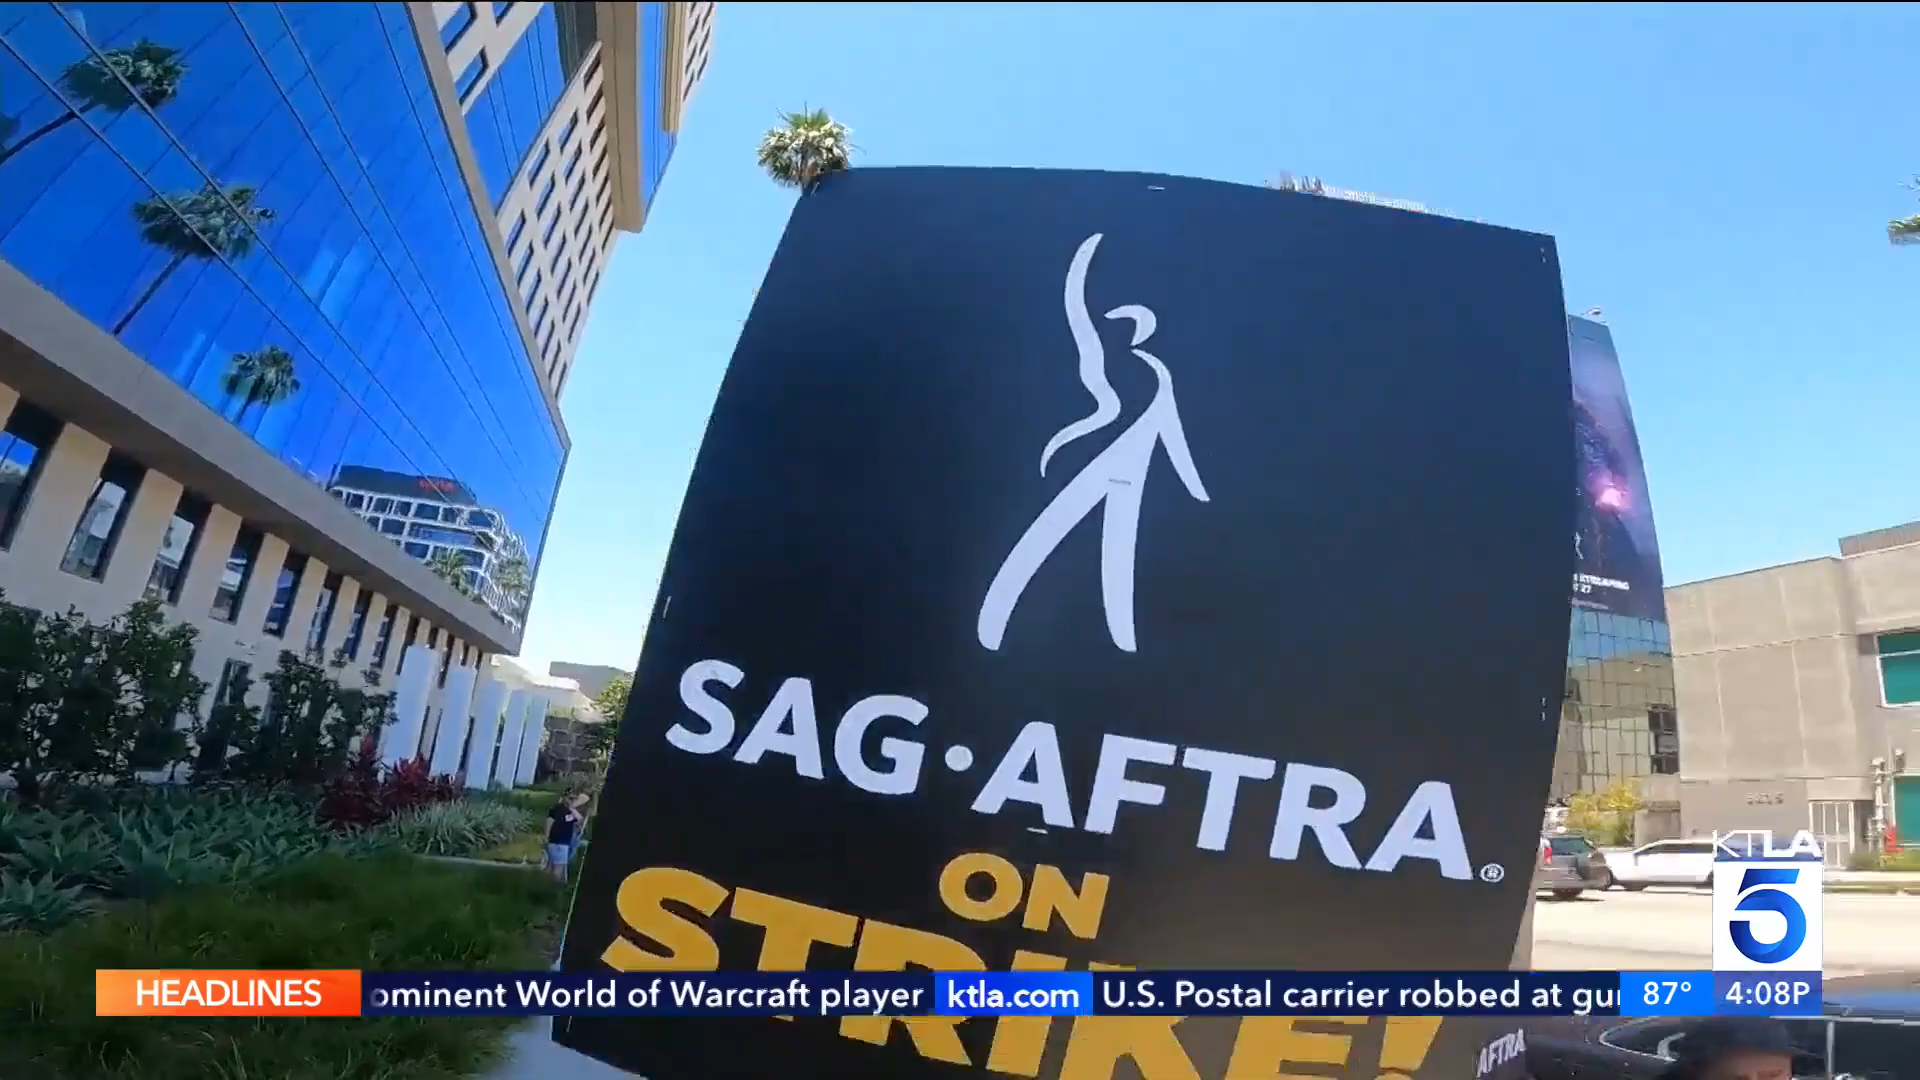 SAG·AFTRA®
ON
STRIKE!
AFTRA
KTLA
5
HEADLINES
ominent World of Warcraft player ktla.com U.S. Postal carrier robbed at gu
87° 4:08P